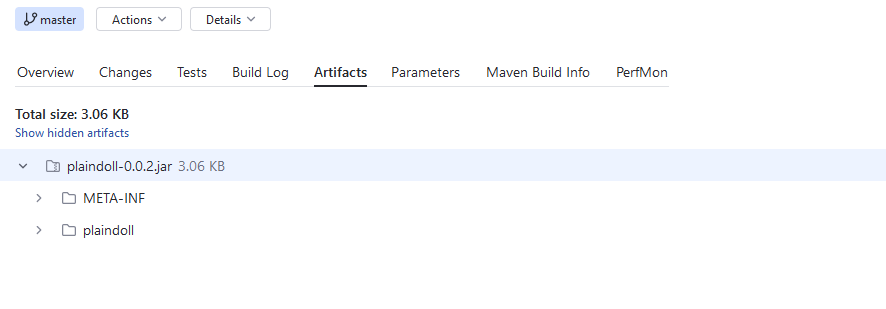 master Actions Details
Overview Changes Tests Build Log Artifacts Parameters Maven Build Info PerfMon
Total size: 3.06 KB
Show hidden artifacts
plaindoll-0.0.2.jar 3.06 KB
META-INF
plaindoll